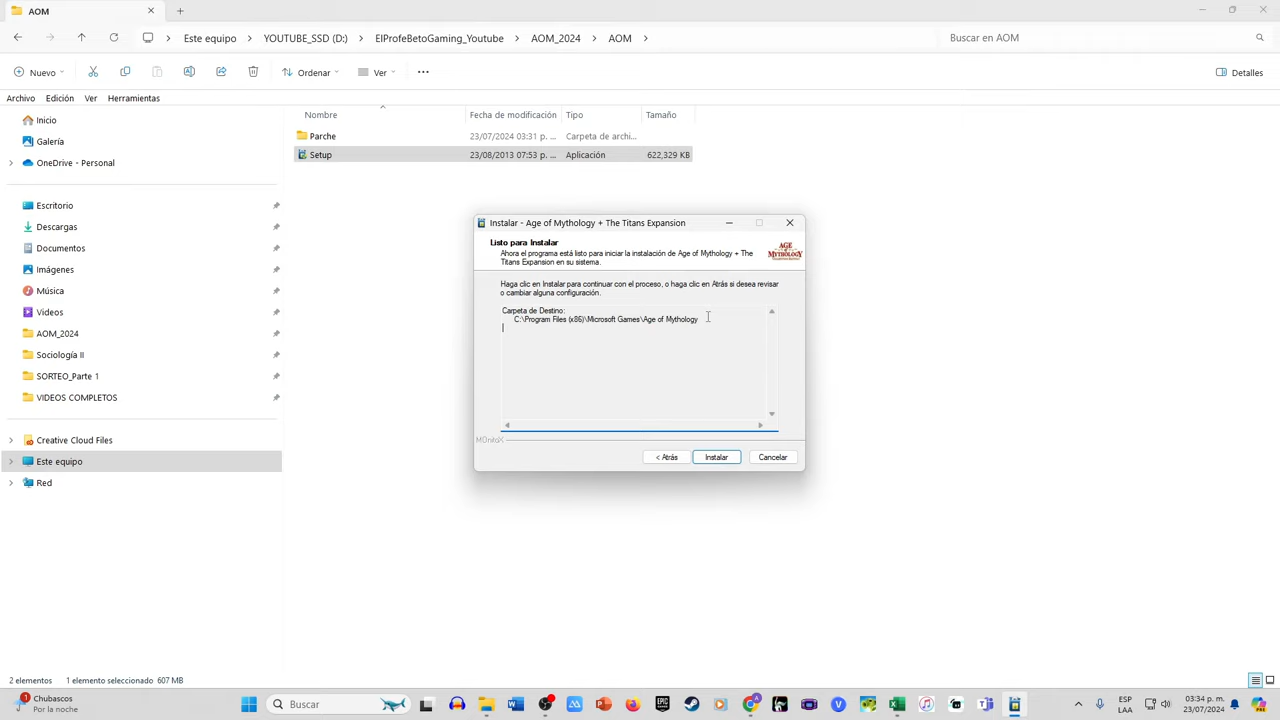 AOM
Este equipo
YOUTUBE_SSD (D:)
ElProfeBetoGaming_Youtube
AOM_2024
AOM
Buscar en AOM
Nuevo
Ordenar
Ver
Detalles
Archivo
Edición
Ver
Herramientas
Nombre
Fecha de modificación
Tipo
Tamaño
Inicio
Galería
OneDrive - Personal
Escritorio
Descargas
Documentos
Imágenes
Música
Videos
AOM_2024
Sociología II
SORTEO_Parte 1
VIDEOS COMPLETOS
Creative Cloud Files
Este equipo
Red
Parche
23/07/2024 03:31 p. ...
Carpeta de archi...
Setup
23/08/2013 07:53 p. ...
Aplicación
622,329 KB
Instalar - Age of Mythology + The Titans Expansion
Listo para Instalar
Ahora el programa está listo para iniciar la instalación de Age of Mythology + The
Titans Expansion en su sistema.
AGE
of
MYTHOLOGY
Haga clic en Instalar para continuar con el proceso, o haga clic en Atrás si desea revisar
o cambiar alguna configuración.
Carpeta de Destino:
C:\Program Files (x86)\Microsoft Games\Age of Mythology
< Atrás
Instalar
Cancelar
2 elementos
1 elemento seleccionado 607 MB
1
Chubascos
Por la noche
Buscar
EPIC
ESP
LAA
03:34 p. m.
23/07/2024